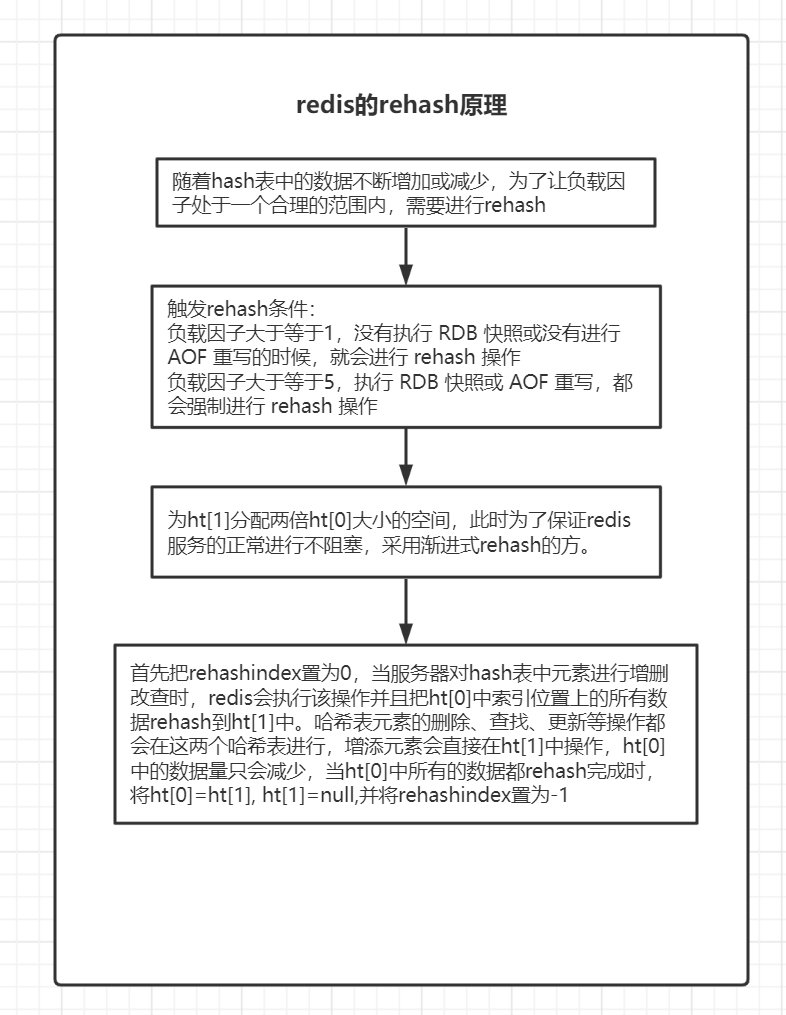 redis的rehash原理
随着hash表中的数据不断增加或减少，为了让负载因
子处于一个合理的范围内，需要进行rehash
触发rehash条件：
负载因子大于等于1，没有执行 RDB 快照或没有进行
AOF 重写的时候，就会进行 rehash 操作
负载因子大于等于5，执行 RDB 快照或 AOF 重写，都
会强制进行 rehash 操作
为ht[1]分配两倍ht[0]大小的空间，此时为了保证redis
服务的正常进行不阻塞，采用渐进式rehash的方。
首先把rehashindex置为0，当服务器对hash表中元素进行增删
改查时，redis会执行该操作并且把ht[0]中索引位置上的所有数
据rehash到ht[1]中。哈希表元素的删除、查找、更新等操作都
会在这两个哈希表进行，增添元素会直接在ht[1]中操作，ht[0]
中的数据量只会减少，当ht[0]中所有的数据都rehash完成时，
将ht[0]=ht[1], ht[1]=null,并将rehashindex置为-1